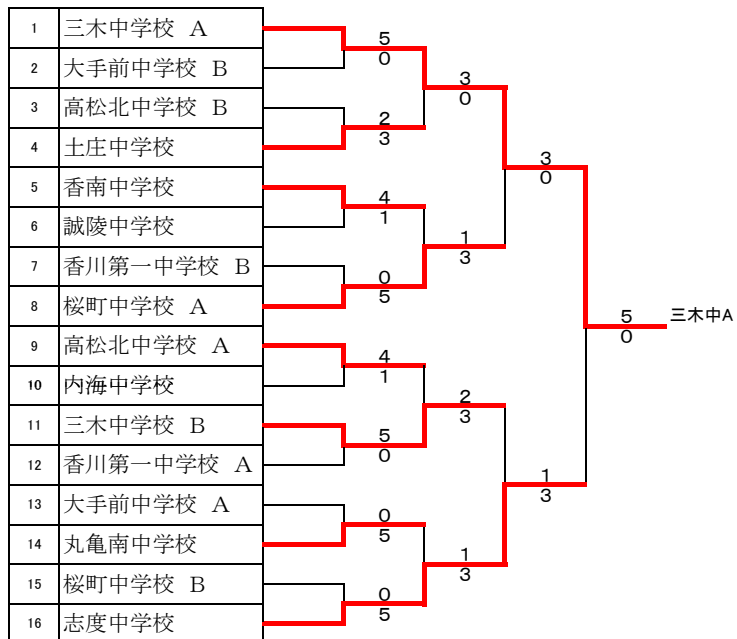 1 三木中学校 A
2 大手前中学校 B
3 高松北中学校 B
4 土庄中学校
5 香南中学校
6 誠陵中学校
7 香川第一中学校 B
8 桜町中学校 A
9 高松北中学校 A
10 内海中学校
11 三木中学校 B
12 香川第一中学校 A
13 大手前中学校 A
14 丸亀南中学校
15 桜町中学校 B
16 志度中学校
5
0
2
3
4
1
0
5
4
1
5
0
0
5
0
5
3
0
1
3
2
3
1
3
3
0
1
3
5
0
三木中A